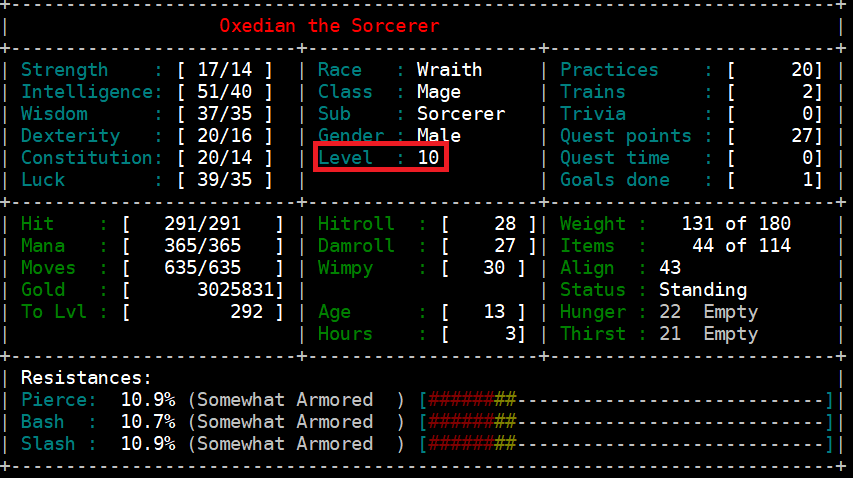 +--------------------------------------------------------------------------+
| Oxedian the Sorcerer |
+--------------------------+---------------------+--------------------------+
| Strength : [ 17/14 ] | Race : Wraith | Practices : [ 20] |
| Intelligence: [ 51/40 ] | Class : Mage | Trains : [ 2] |
| Wisdom : [ 37/35 ] | Sub : Sorcerer | Trivia : [ 0] |
| Dexterity : [ 20/16 ] | Gender : Male | Quest points : [ 27] |
| Constitution: [ 20/14 ] | Level : 10 | Quest time : [ 0] |
| Luck : [ 39/35 ] | | Goals done : [ 1] |
+--------------------------+---------------------+--------------------------+
| Hit : [ 291/291 ] | Hitroll : [ 28 ]| Weight : 131 of 180 |
| Mana : [ 365/365 ] | Damroll : [ 27 ]| Items : 44 of 114 |
| Moves : [ 635/635 ] | Wimpy : [ 30 ] | Align : 43 |
| Gold : [ 3025831] | | Status : Standing |
| To Lvl : [ 292 ] | Age : [ 13 ] | Hunger : 22 Empty |
| | Hours : [ 3] | Thirst : 21 Empty |
+--------------------------+---------------------+--------------------------+
| Resistances: |
| Pierce: 10.9% (Somewhat Armored ) [########----------------------------] |
| Bash : 10.7% (Somewhat Armored ) [########----------------------------] |
| Slash : 10.9% (Somewhat Armored ) [########----------------------------] |
+--------------------------------------------------------------------------+